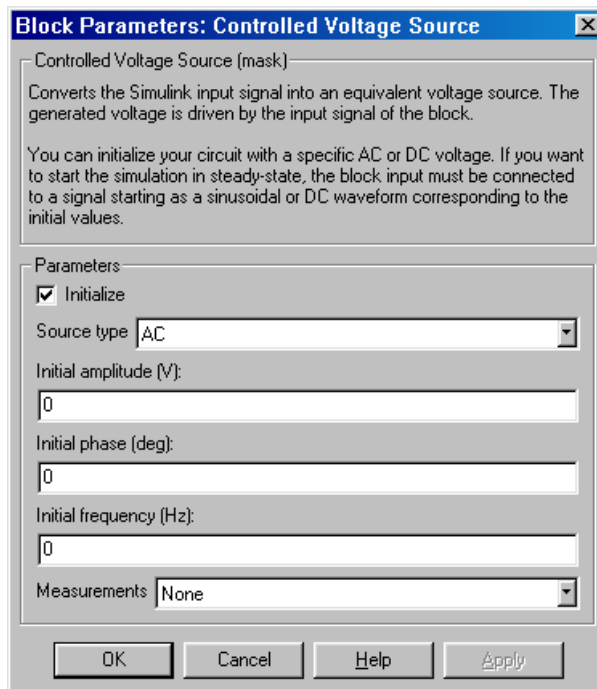 Block Parameters: Controlled Voltage Source
Controlled Voltage Source (mask)
Converts the Simulink input signal into an equivalent voltage source. The
generated voltage is driven by the input signal of the block.
You can initialize your circuit with a specific AC or DC voltage. If you want
to start the simulation in steady-state, the block input must be connected
to a signal starting as a sinusoidal or DC waveform corresponding to the
initial values.
Parameters
Initialize
Source type AC
Initial amplitude (V):
0
Initial phase (deg):
0
Initial frequency (Hz):
0
Measurements None
OK Cancel Help Apply